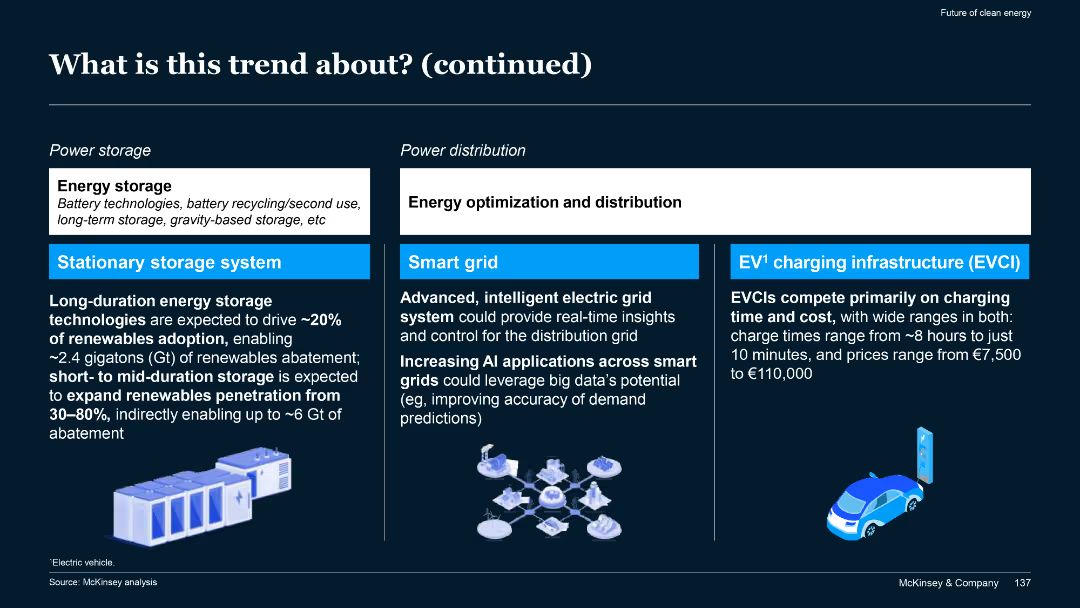 Future of clean energy
What is this trend about? (continued)
Power storage
Energy storage
Battery technologies, battery recycling/second use,
long-term storage, gravity-based storage, etc
Stationary storage system
Long-duration energy storage
technologies are expected to drive ~20%
of renewables adoption, enabling
~2.4 gigatons (Gt) of renewables abatement;
short- to mid-duration storage is expected
to expand renewables penetration from
30–80%, indirectly enabling up to ~6 Gt of
abatement
Power distribution
Energy optimization and distribution
Smart grid
Advanced, intelligent electric grid
system could provide real-time insights
and control for the distribution grid
Increasing AI applications across smart
grids could leverage big data’s potential
(eg, improving accuracy of demand
predictions)
EV¹ charging infrastructure (EVCI)
EVCIs compete primarily on charging
time and cost, with wide ranges in both:
charge times range from ~8 hours to just
10 minutes, and prices range from €7,500
to €110,000
¹Electric vehicle.
Source: McKinsey analysis
McKinsey & Company 137